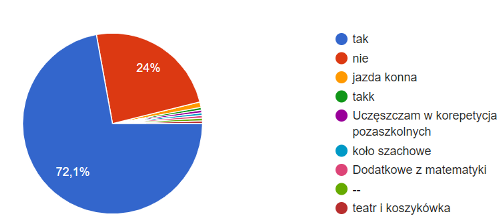 24%
72,1%
tak
nie
jazda konna
takk
Uczęszczam w korepetycja
pozaszkolnych
koło szachowe
Dodatkowe z matematyki
--
teatr i koszykówka